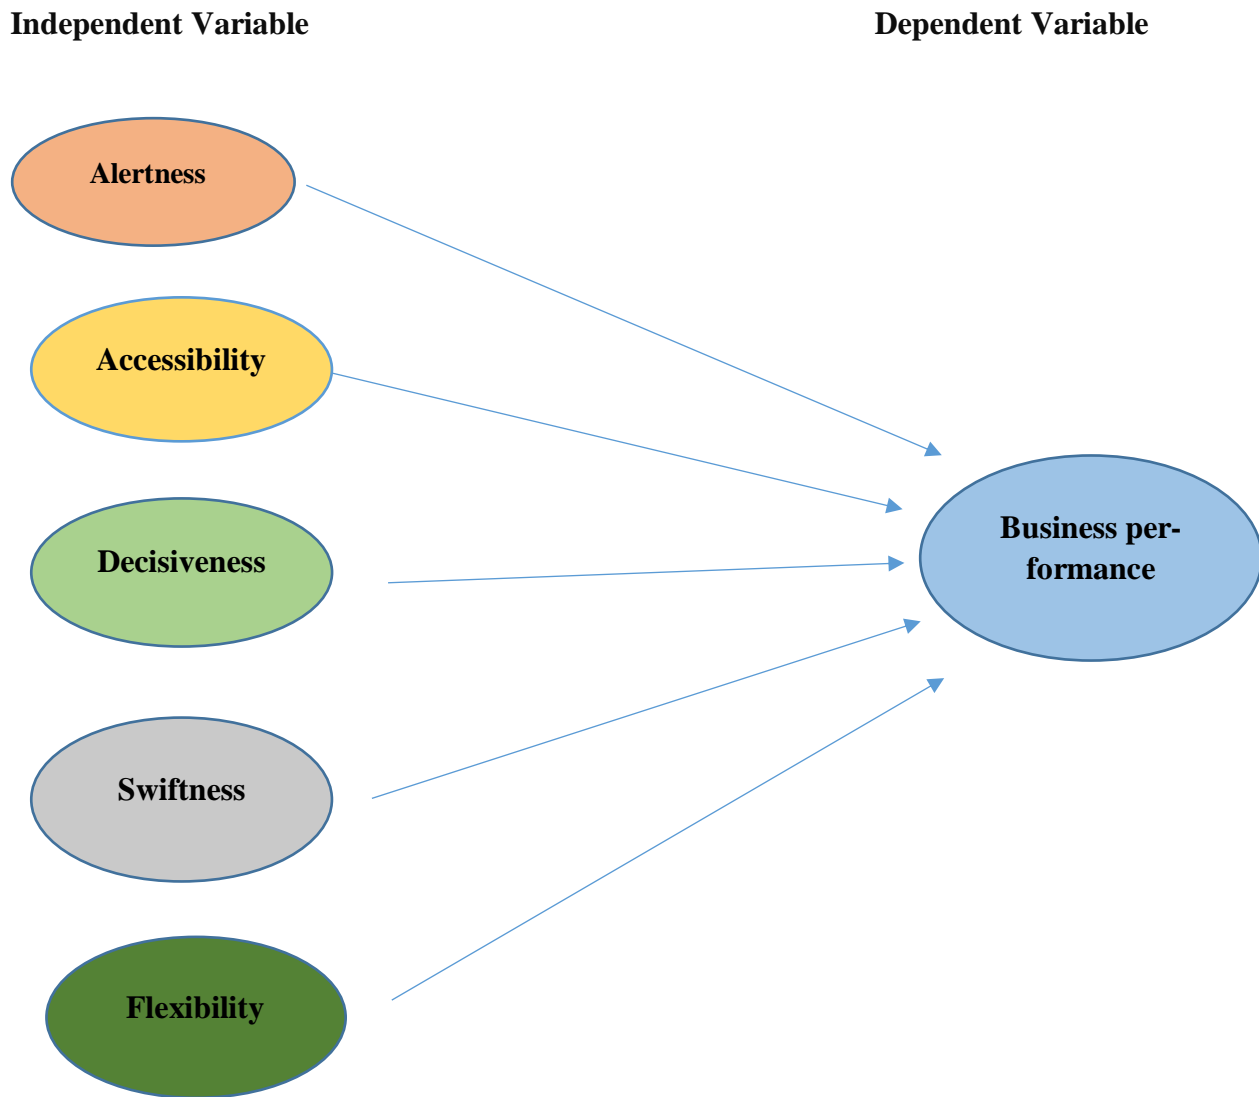 Independent Variable
Dependent Variable
Alertness
Accessibility
Decisiveness
Swiftness
Flexibility
Business per-
formance